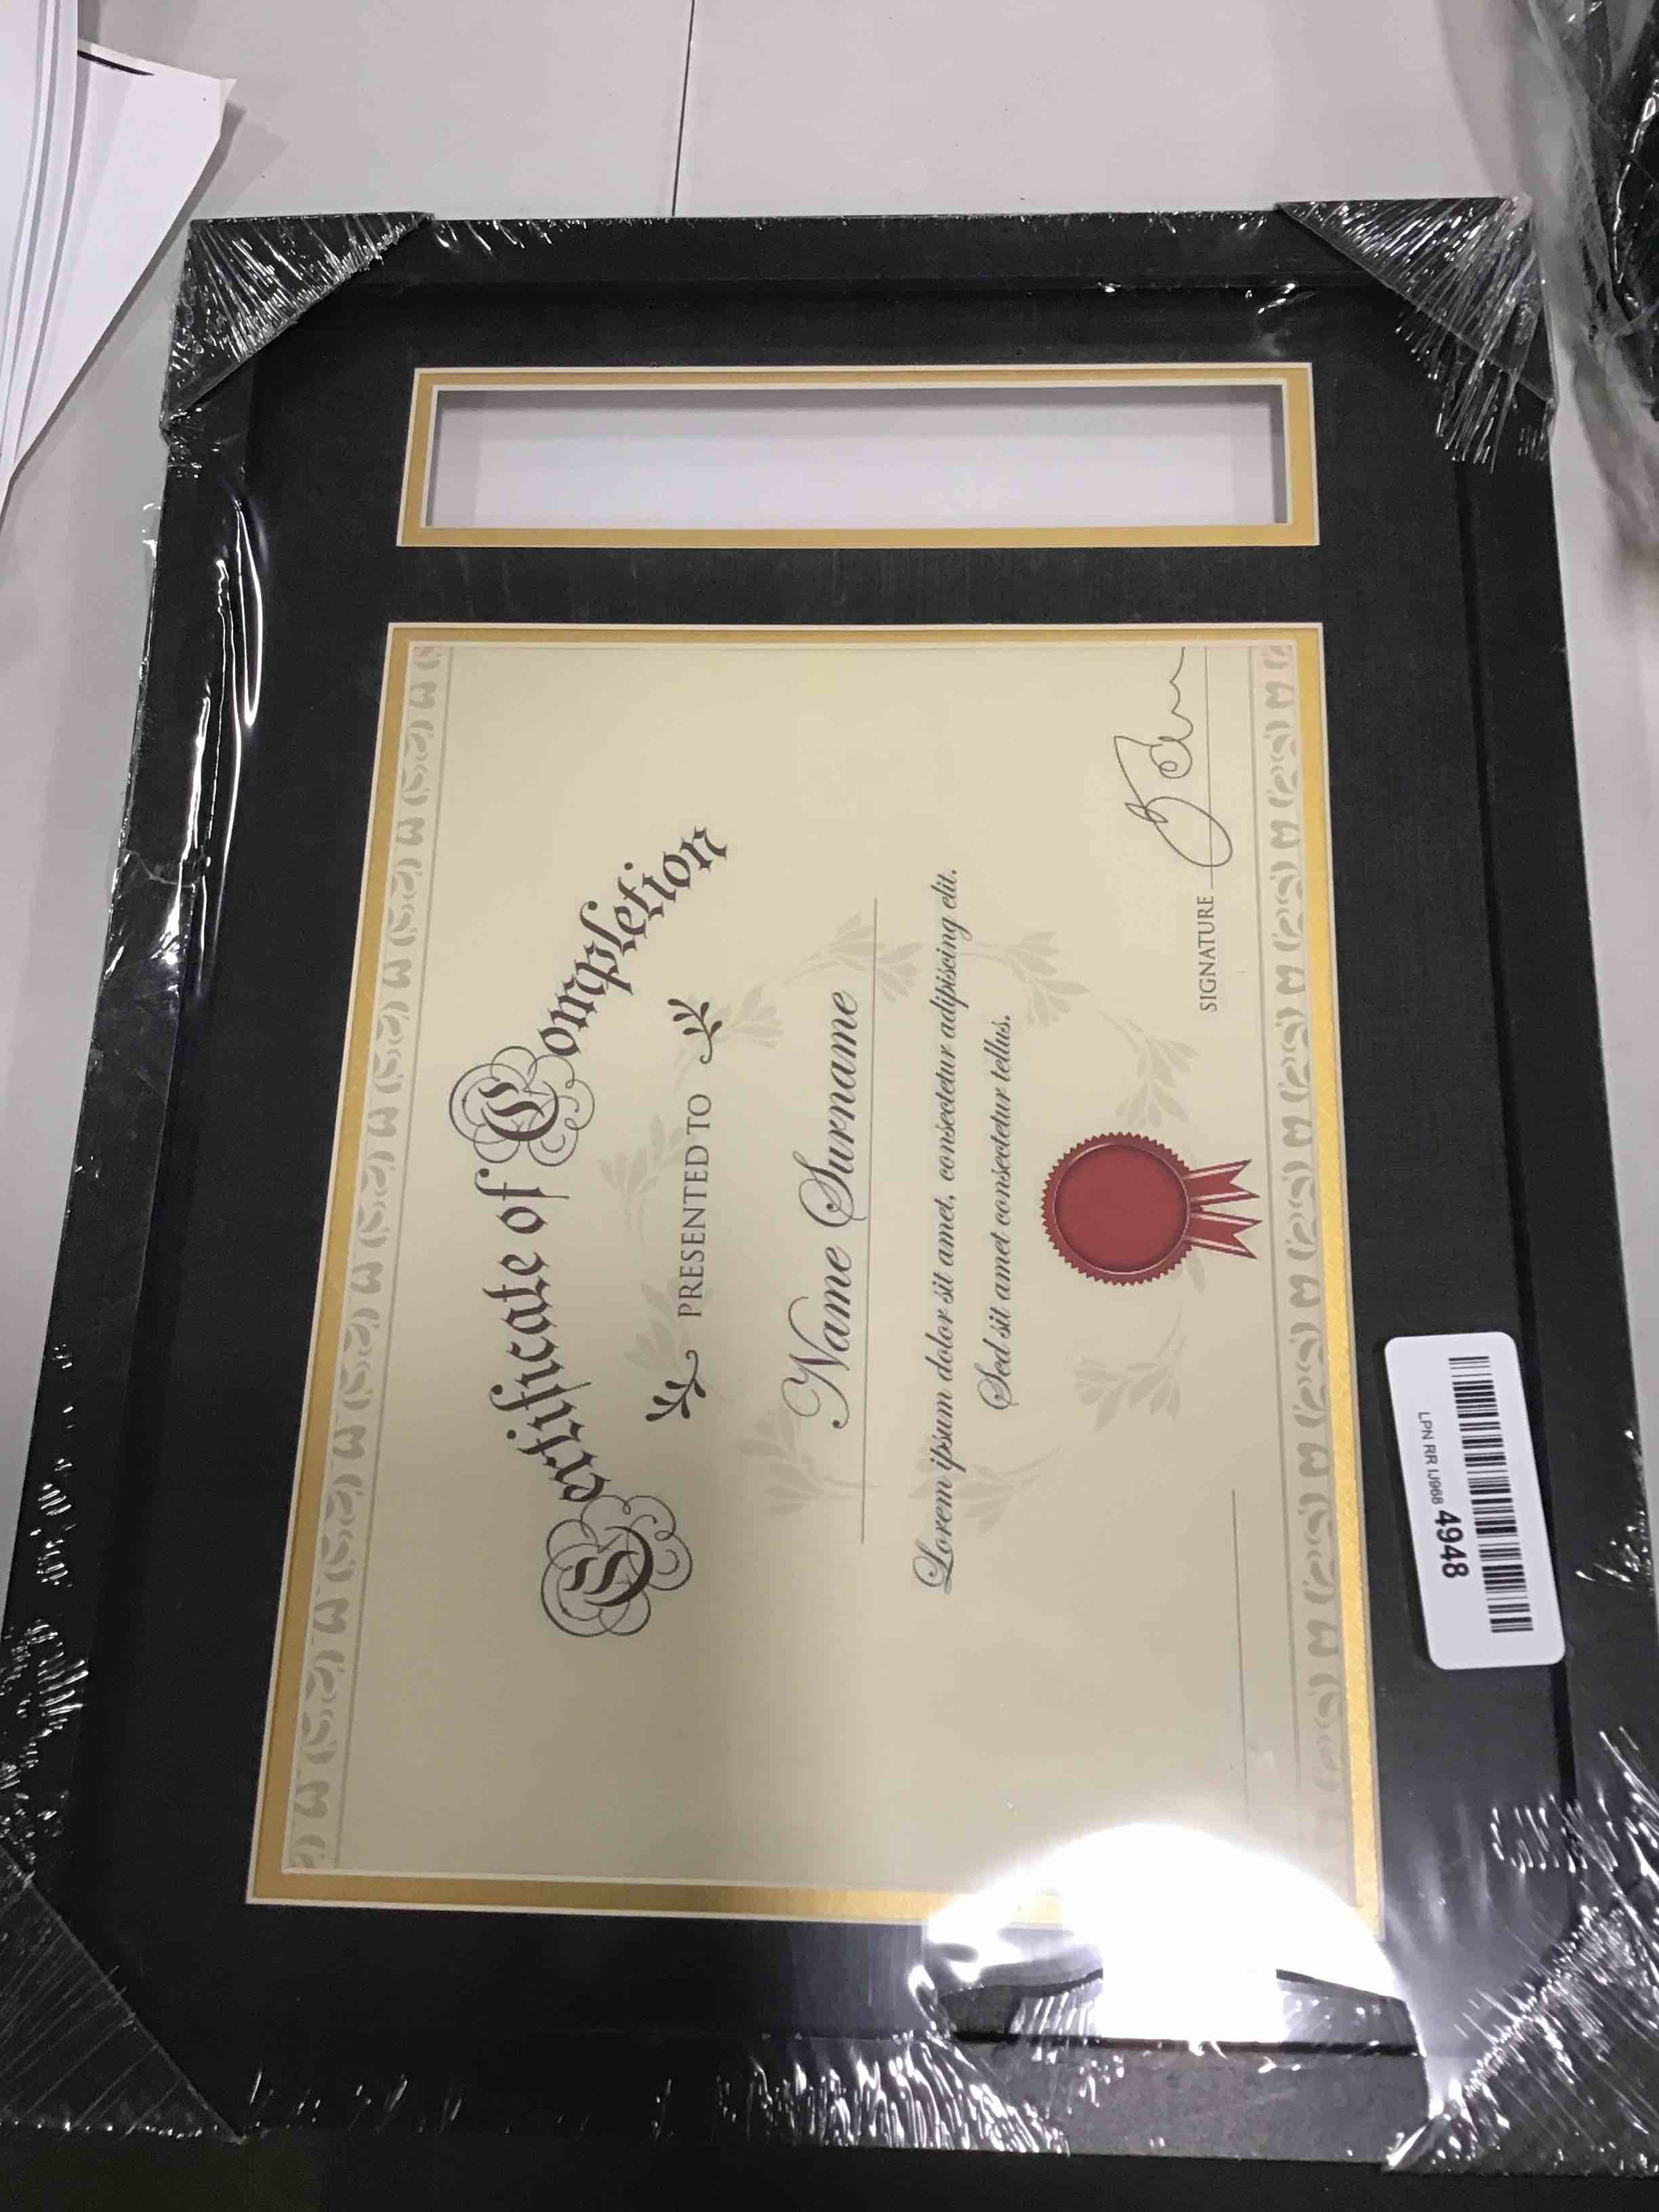 Certificate of Completion
PRESENTED TO
Name Surname
Lorem ipsum dolor sit amet, consectetur adipiscing elit.
Sed sit amet consectetur tellus.
SIGNATURE
LPN RR IJ968 4948